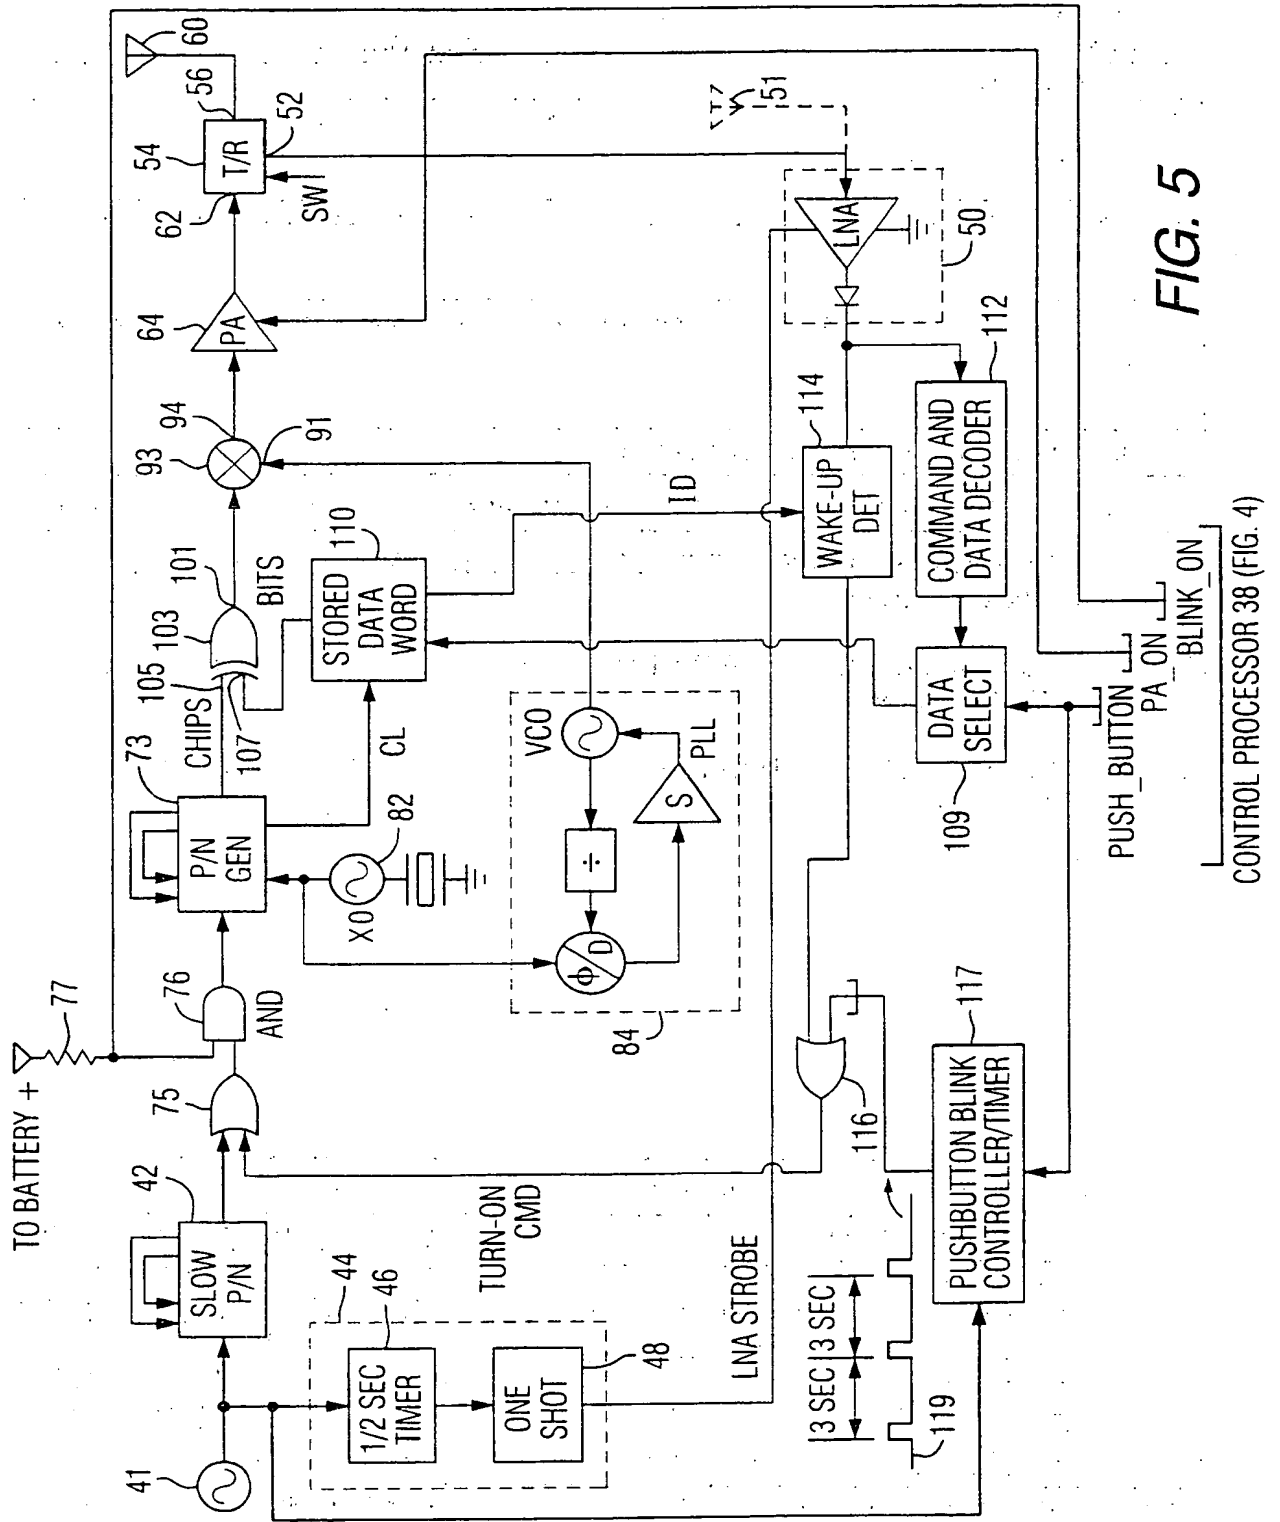 TO BATTERY +
77
41
42
SLOW
P/N
75
76
AND
73
P/N
GEN
CHIPS
105
107
103
101
BITS
93
94
91
64
PA
62
54
T/R
56
52
SW
60
CL
110
STORED
DATA
WORD
X0
82
VCO
÷
Φ
D
S
PLL
84
ID
51
44
46
1/2 SEC
TIMER
48
ONE
SHOT
TURN-ON
CMD
LNA STROBE
LNA
50
114
WAKE-UP
DET
112
COMMAND AND
DATA DECODER
109
DATA
SELECT
116
117
PUSHBUTTON BLINK
CONTROLLER/TIMER
3 SEC
3 SEC
119
PUSH_BUTTON
PA_ON
BLINK_ON
CONTROL PROCESSOR 38 (FIG. 4)
FIG. 5